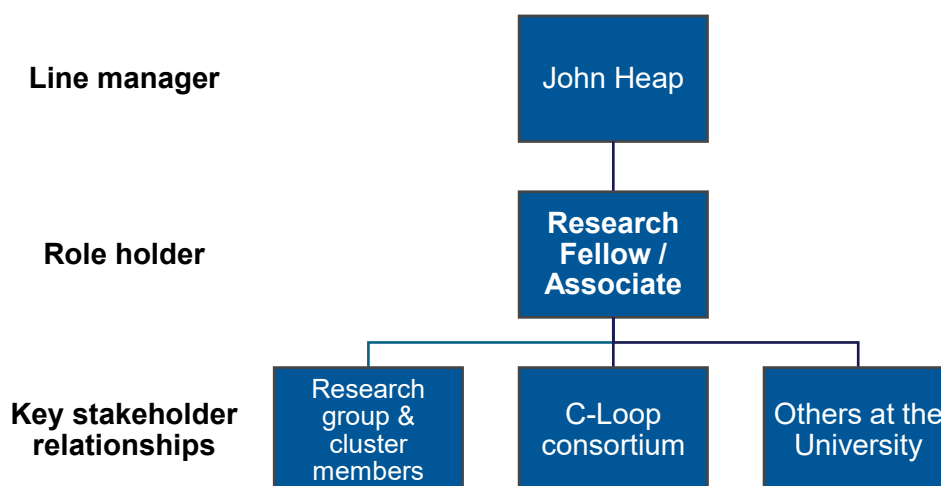 Line manager
John Heap
Role holder
Research
Fellow /
Associate
Key stakeholder
relationships
Research
group &
cluster
members
C-Loop
consortium
Others at the
University